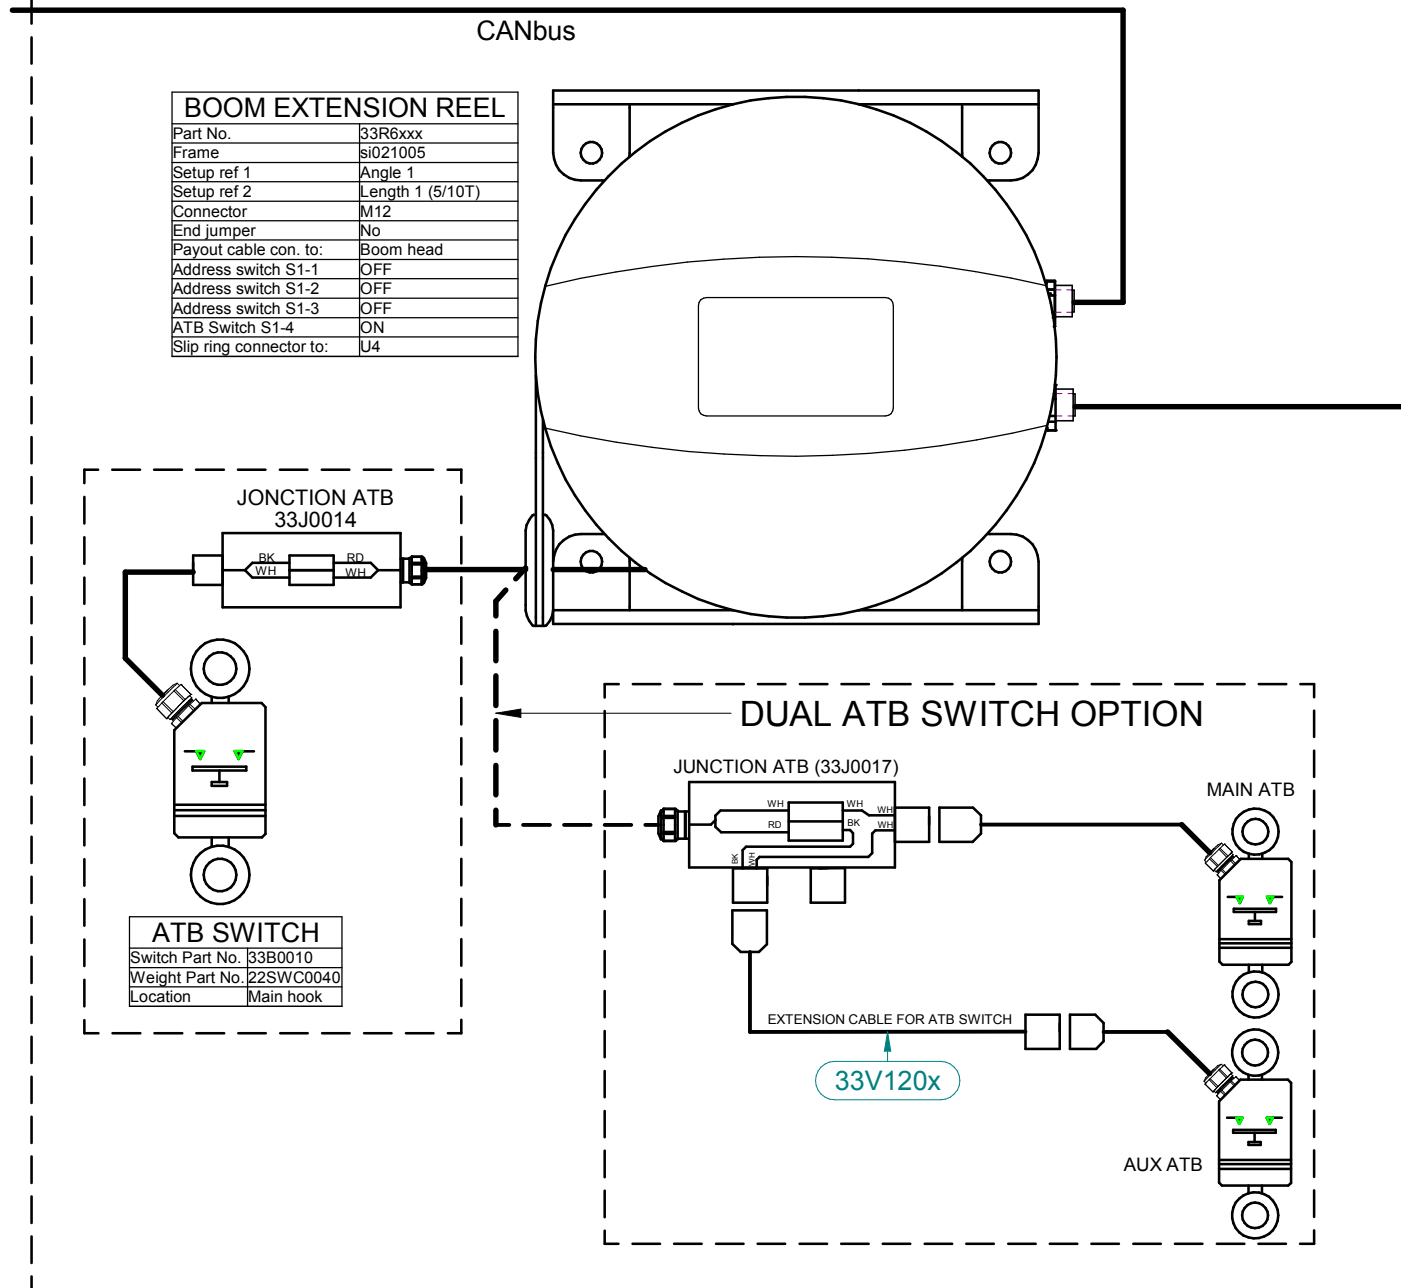 CANbus
BOOM EXTENSION REEL
Part No. 33R6xxx
Frame si021005
Setup ref 1 Angle 1
Setup ref 2 Length 1 (5/10T)
Connector M12
End jumper No
Payout cable con. to: Boom head
Address switch S1-1 OFF
Address switch S1-2 OFF
Address switch S1-3 OFF
ATB Switch S1-4 ON
Slip ring connector to: U4
JONCTION ATB
33J0014
BK RD
WH WH
ATB SWITCH
Switch Part No. 33B0010
Weight Part No. 22SWC0040
Location Main hook
DUAL ATB SWITCH OPTION
JUNCTION ATB (33J0017)
WH WH WH
RD BK WH
BK WH
MAIN ATB
EXTENSION CABLE FOR ATB SWITCH
33V120x
AUX ATB